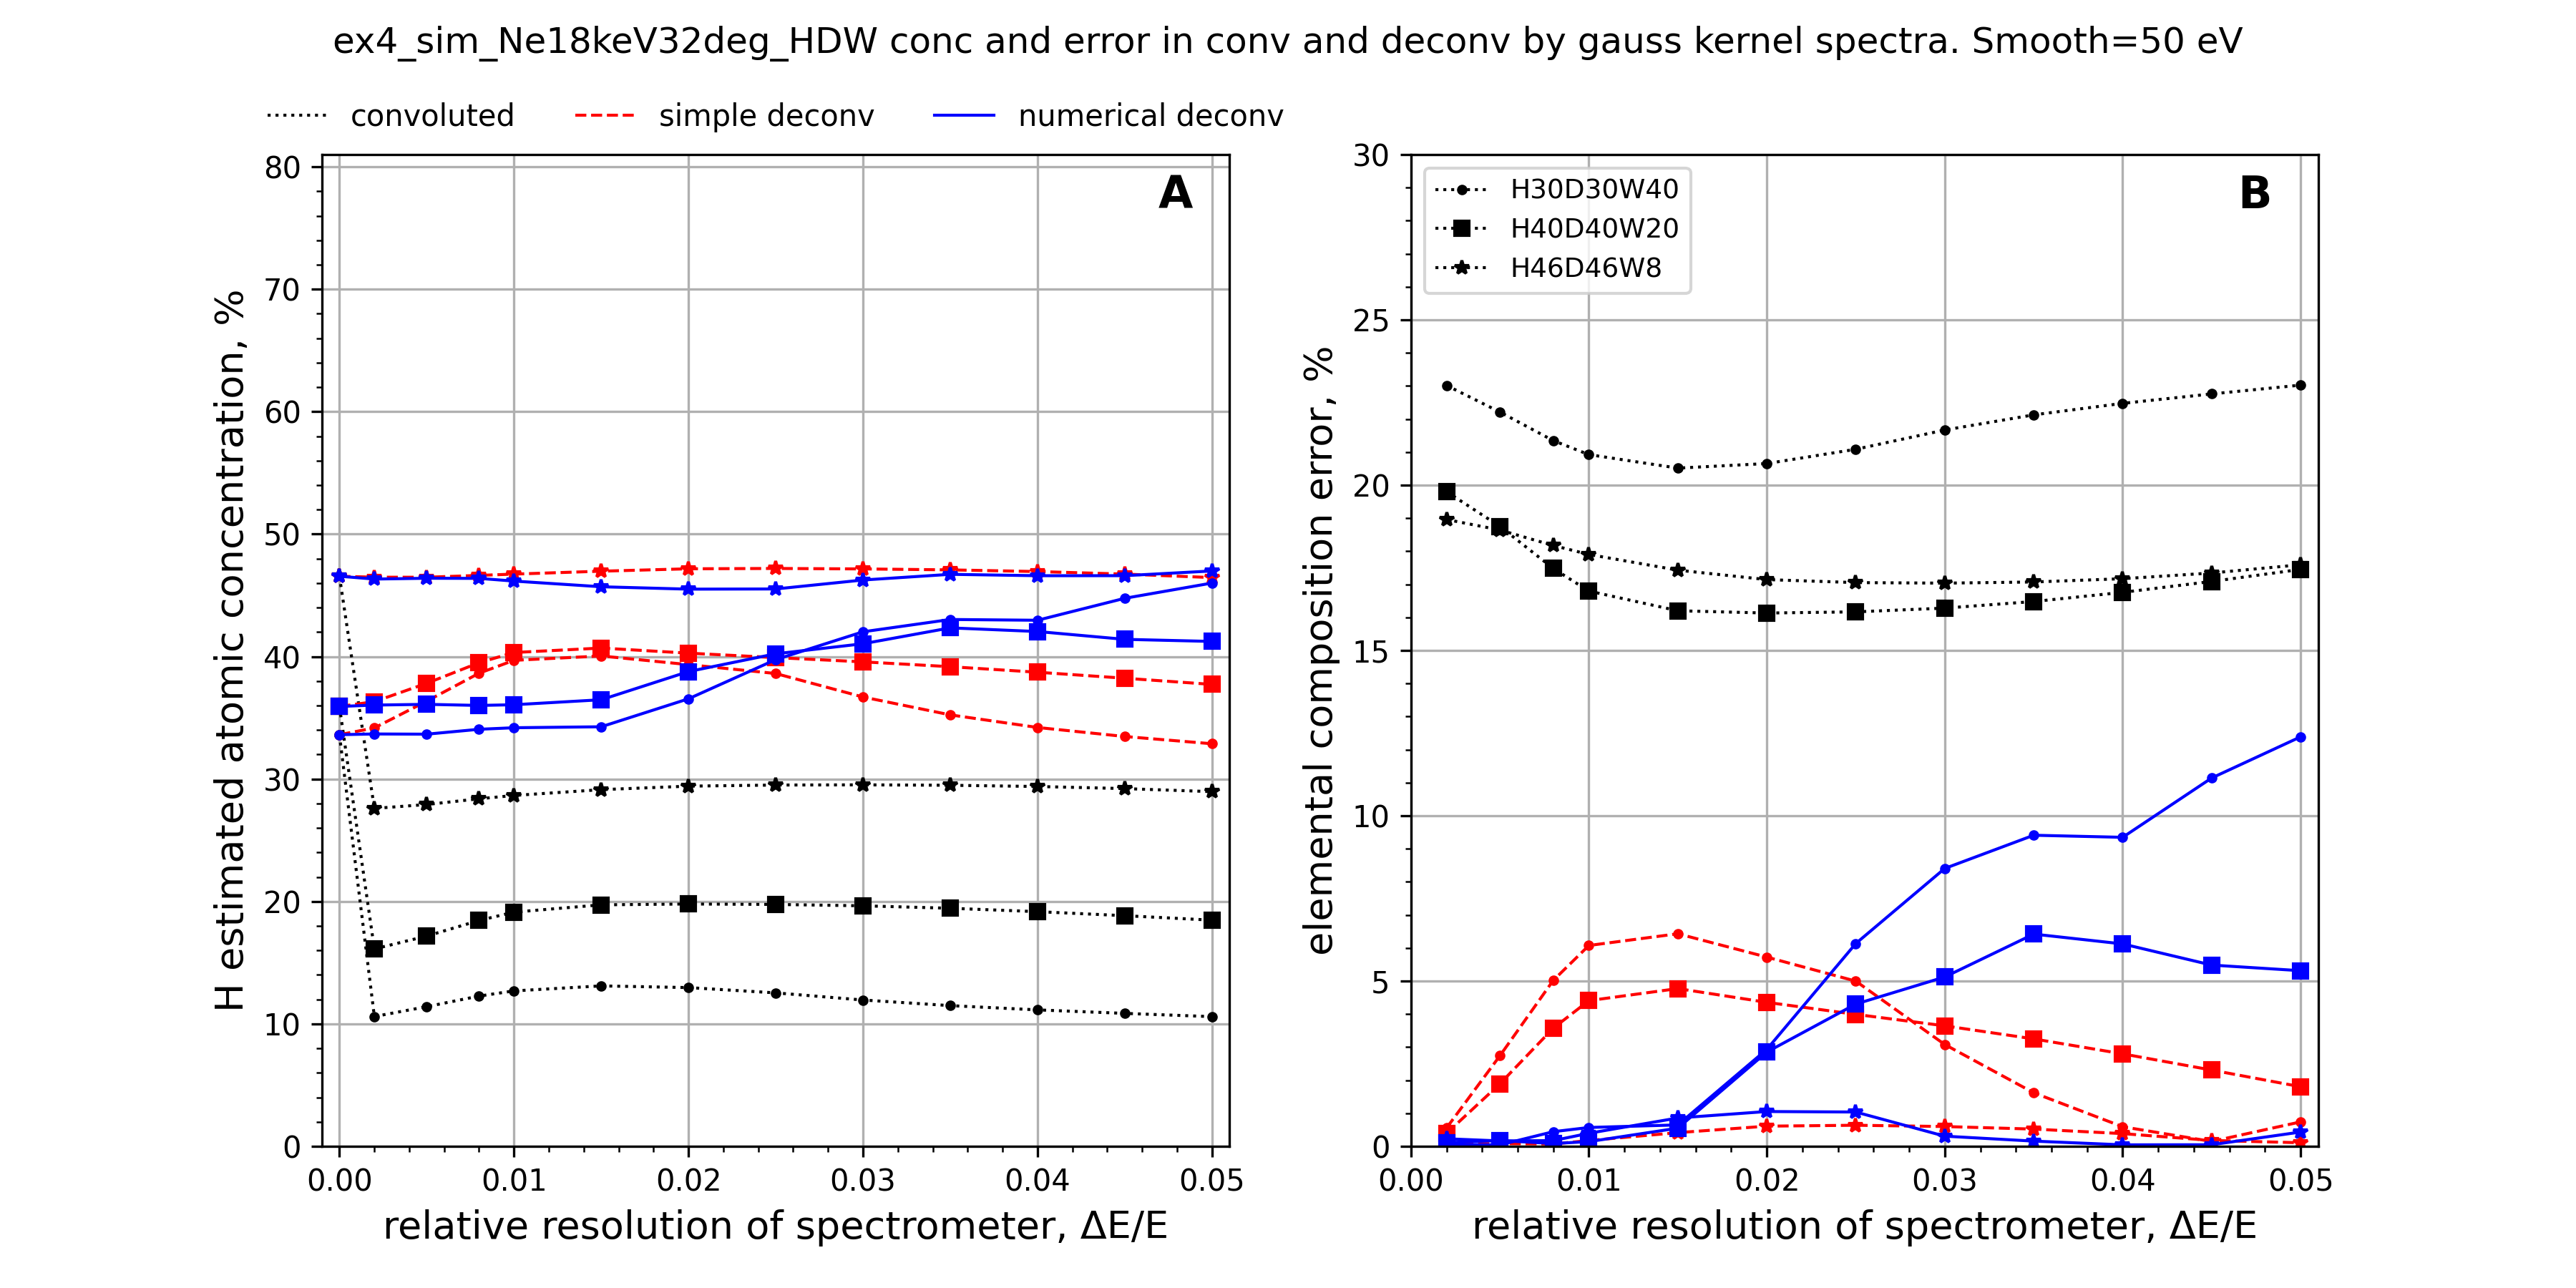 ex4_sim_Ne18keV32deg_HDW conc and error in conv and deconv by gauss kernel spectra. Smooth=50 eV
convoluted simple deconv numerical deconv
A
H estimated atomic concentration, %
80
70
60
50
40
30
20
10
0
0.00 0.01 0.02 0.03 0.04 0.05
relative resolution of spectrometer, ΔE/E
B
H30D30W40
H40D40W20
H46D46W8
elemental composition error, %
30
25
20
15
10
5
0
0.00 0.01 0.02 0.03 0.04 0.05
relative resolution of spectrometer, ΔE/E